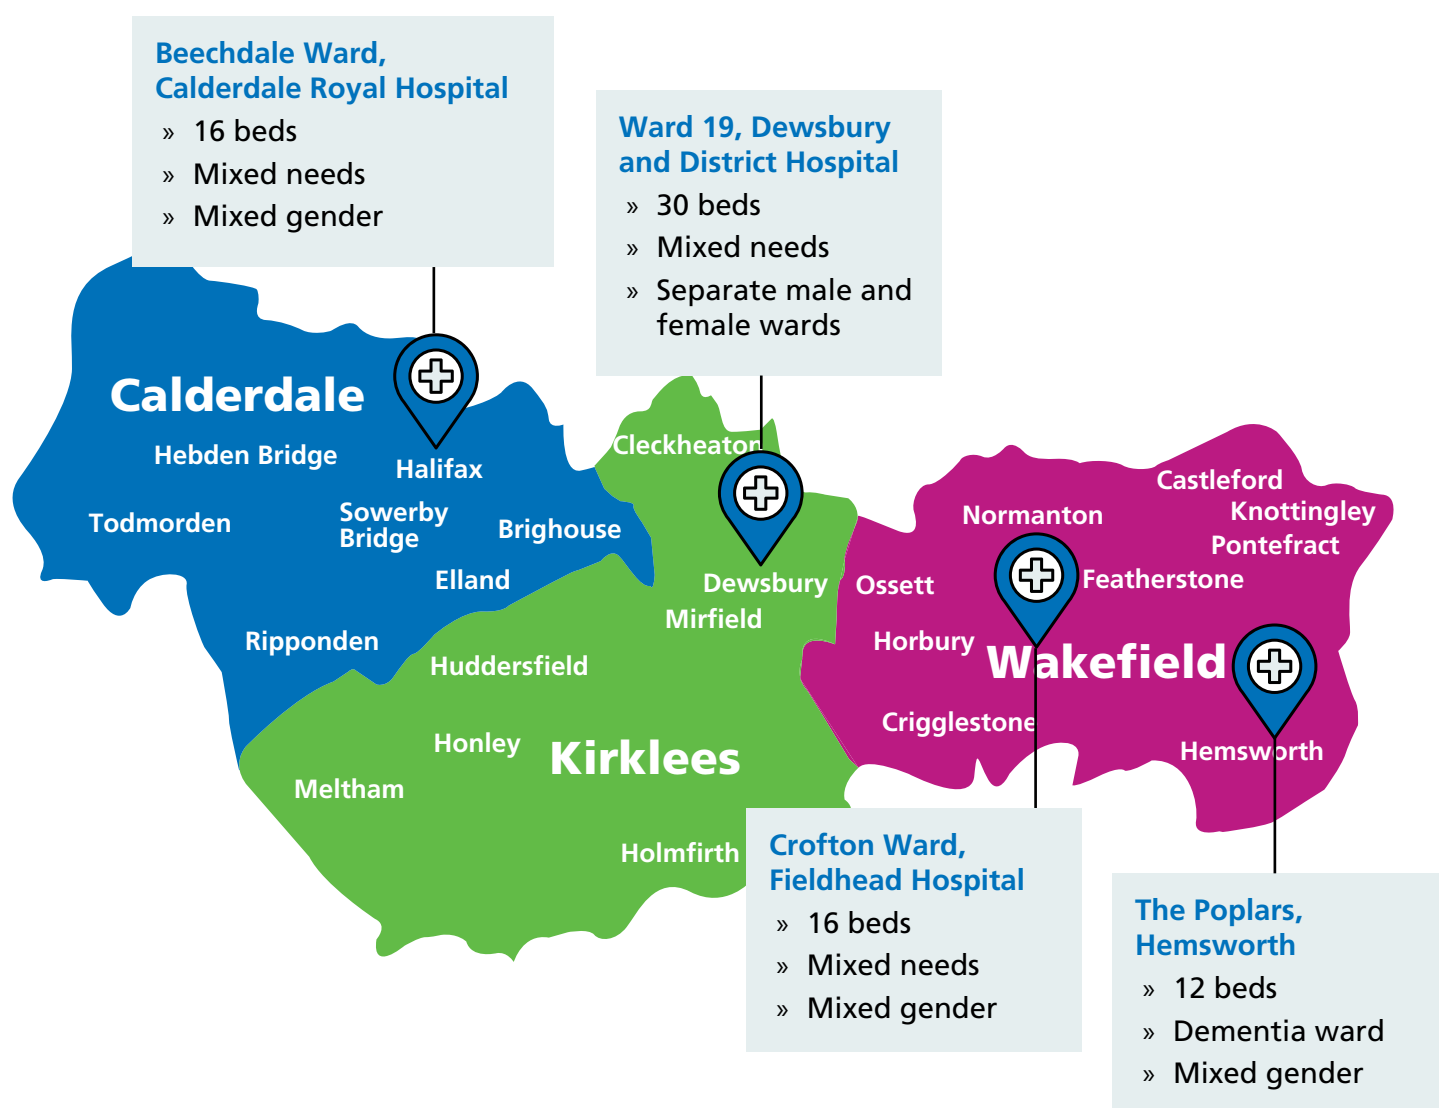 Beechdale Ward,
Calderdale Royal Hospital
» 16 beds
» Mixed needs
» Mixed gender
Ward 19, Dewsbury
and District Hospital
» 30 beds
» Mixed needs
» Separate male and
female wards
Calderdale
Hebden Bridge
Halifax
Todmorden
Sowerby
Bridge
Brighouse
Elland
Ripponden
Cleckheaton
Dewsbury
Mirfield
Huddersfield
Honley
Kirklees
Meltham
Holmfirth
Castleford
Knottingley
Normanton
Pontefract
Featherstone
Ossett
Horbury
Wakefield
Crigglestone
Hemsworth
Crofton Ward,
Fieldhead Hospital
» 16 beds
» Mixed needs
» Mixed gender
The Poplars,
Hemsworth
» 12 beds
» Dementia ward
» Mixed gender